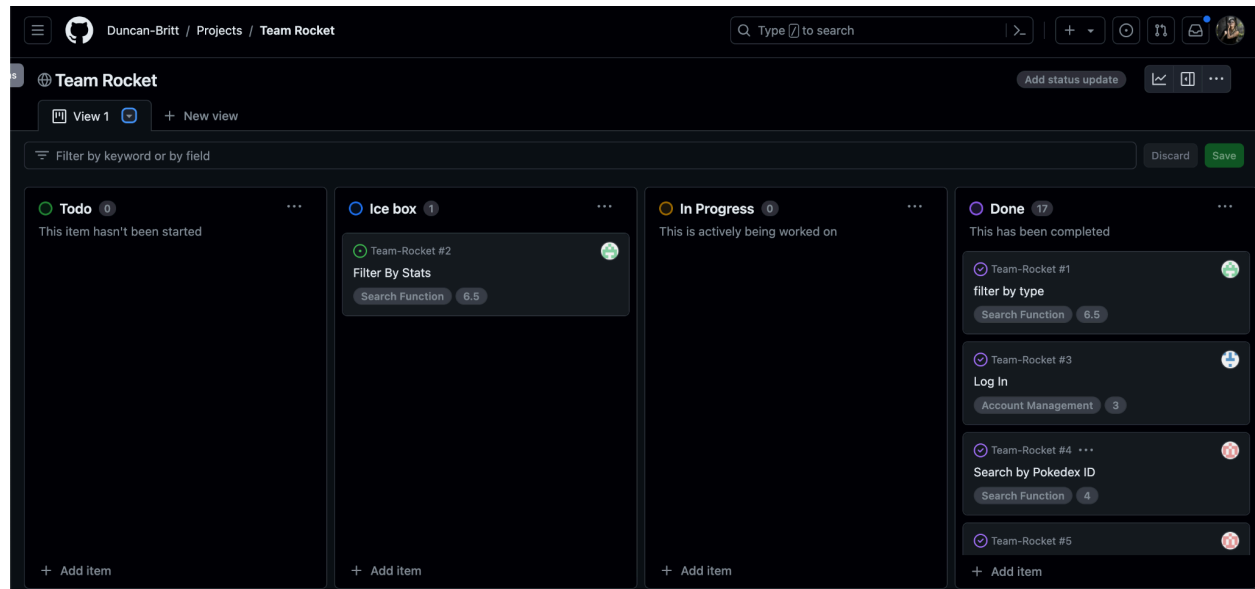 Duncan-Britt / Projects / Team Rocket
Type / to search
Team Rocket
Add status update
View 1
New view
Filter by keyword or by field
Discard
Save
Todo 0
This item hasn't been started
Add item
Ice box 1
Team-Rocket #2
Filter By Stats
Search Function 6.5
Add item
In Progress 0
This is actively being worked on
Add item
Done 17
This has been completed
Team-Rocket #1
filter by type
Search Function 6.5
Team-Rocket #3
Log In
Account Management 3
Team-Rocket #4
Search by Pokedex ID
Search Function 4
Team-Rocket #5
Add item